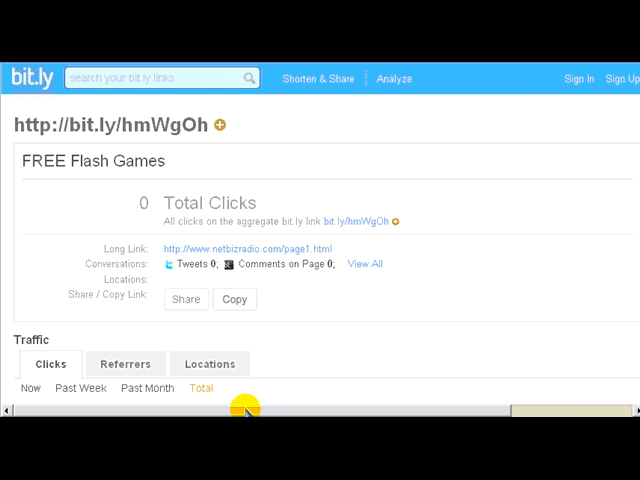 bit.ly search your bit.ly links Shorten & Share Analyze Sign In Sign Up
http://bit.ly/hmWgOh
FREE Flash Games
0 Total Clicks
All clicks on the aggregate bit.ly link bit.ly/hmWgOh
Long Link: http://www.netbizradio.com/page1.html
Conversations: Tweets 0; Comments on Page 0; View All
Locations:
Share / Copy Link: Share Copy
Traffic
Clicks Referrers Locations
Now Past Week Past Month Total